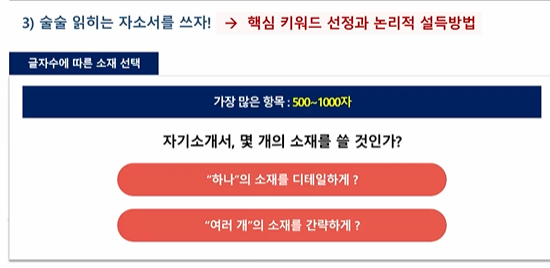 3) 술술 읽히는 자소서를 쓰자! → 핵심 키워드 선정과 논리적 설득방법
글자수에 따른 소재 선택
가장 많은 항목 : 500~1000자
자기소개서, 몇 개의 소재를 쓸 것인가?
“하나”의 소재를 디테일하게 ?
“여러 개”의 소재를 간략하게 ?